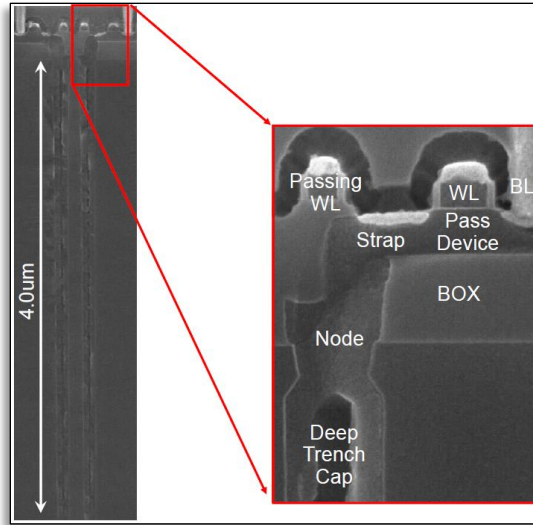 4.0um
Passing
WL
WL
BL
Strap
Pass
Device
BOX
Node
Deep
Trench
Cap